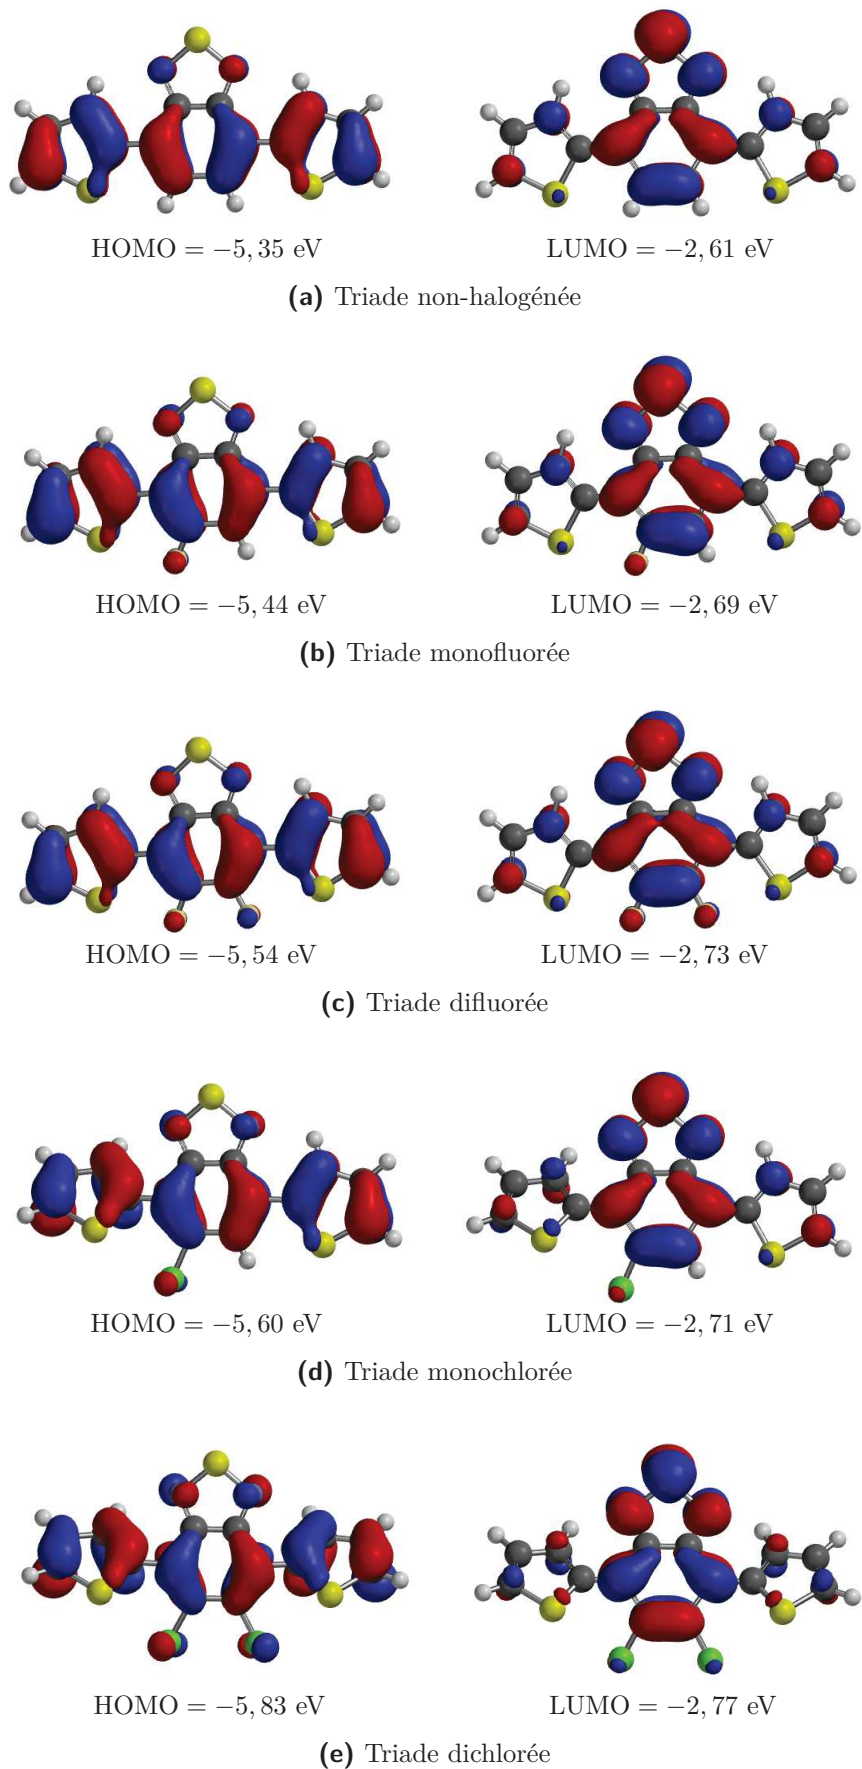 HOMO = −5, 35 eV LUMO = −2, 61 eV
(a) Triade non-halogénée
HOMO = −5, 44 eV LUMO = −2, 69 eV
(b) Triade monofluorée
HOMO = −5, 54 eV LUMO = −2, 73 eV
(c) Triade difluorée
HOMO = −5, 60 eV LUMO = −2, 71 eV
(d) Triade monochlorée
HOMO = −5, 83 eV LUMO = −2, 77 eV
(e) Triade dichlorée